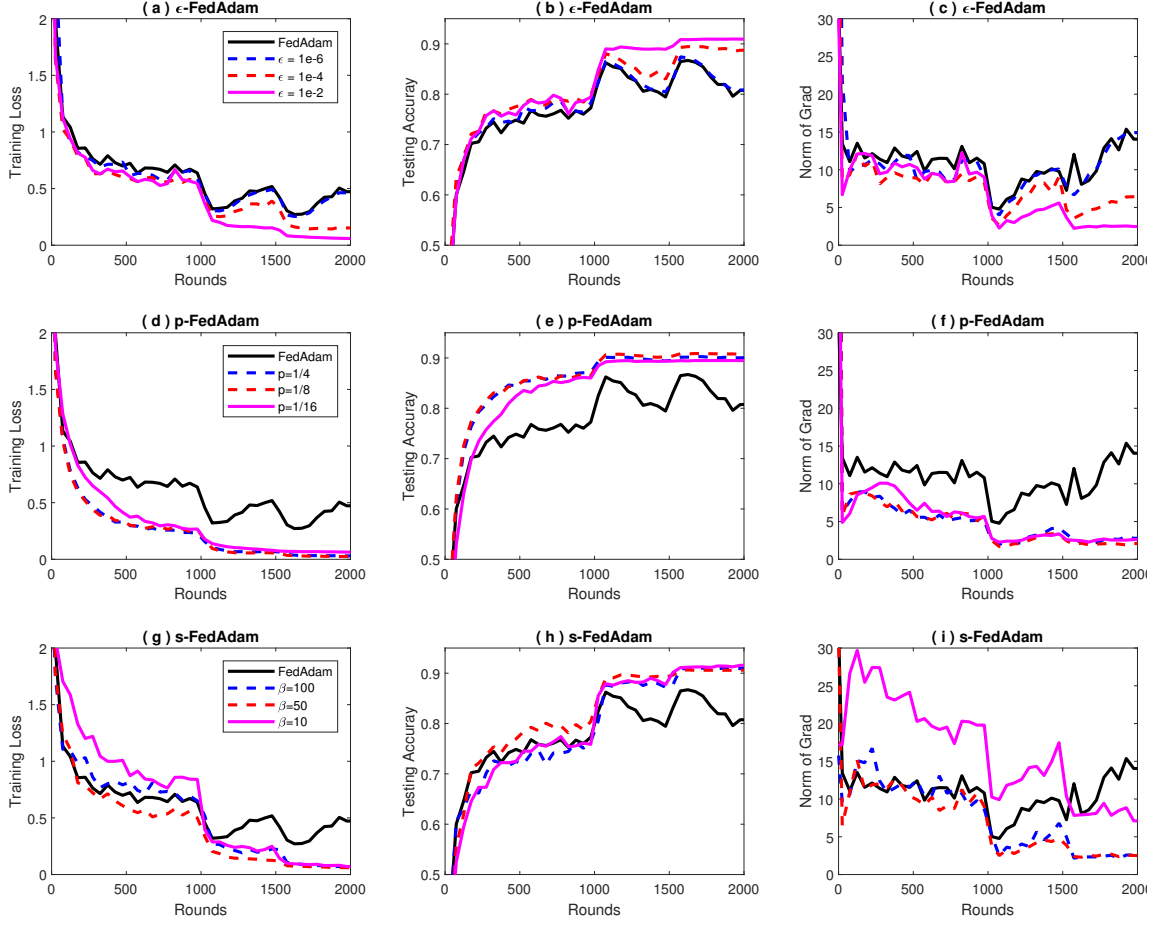 ( a ) ϵ-FedAdam
Training Loss
2
1.5
1
0.5
0
FedAdam
ϵ = 1e-6
ϵ = 1e-4
ϵ = 1e-2
0 500 1000 1500 2000
Rounds
( b ) ϵ-FedAdam
Testing Accuray
0.9
0.8
0.7
0.6
0.5
0 500 1000 1500 2000
Rounds
( c ) ϵ-FedAdam
Norm of Grad
30
25
20
15
10
5
0
0 500 1000 1500 2000
Rounds
( d ) p-FedAdam
Training Loss
2
1.5
1
0.5
0
FedAdam
p=1/4
p=1/8
p=1/16
0 500 1000 1500 2000
Rounds
( e ) p-FedAdam
Testing Accuray
0.9
0.8
0.7
0.6
0.5
0 500 1000 1500 2000
Rounds
( f ) p-FedAdam
Norm of Grad
30
25
20
15
10
5
0
0 500 1000 1500 2000
Rounds
( g ) s-FedAdam
Training Loss
2
1.5
1
0.5
0
FedAdam
β=100
β=50
β=10
0 500 1000 1500 2000
Rounds
( h ) s-FedAdam
Testing Accuray
0.9
0.8
0.7
0.6
0.5
0 500 1000 1500 2000
Rounds
( i ) s-FedAdam
Norm of Grad
30
25
20
15
10
5
0
0 500 1000 1500 2000
Rounds